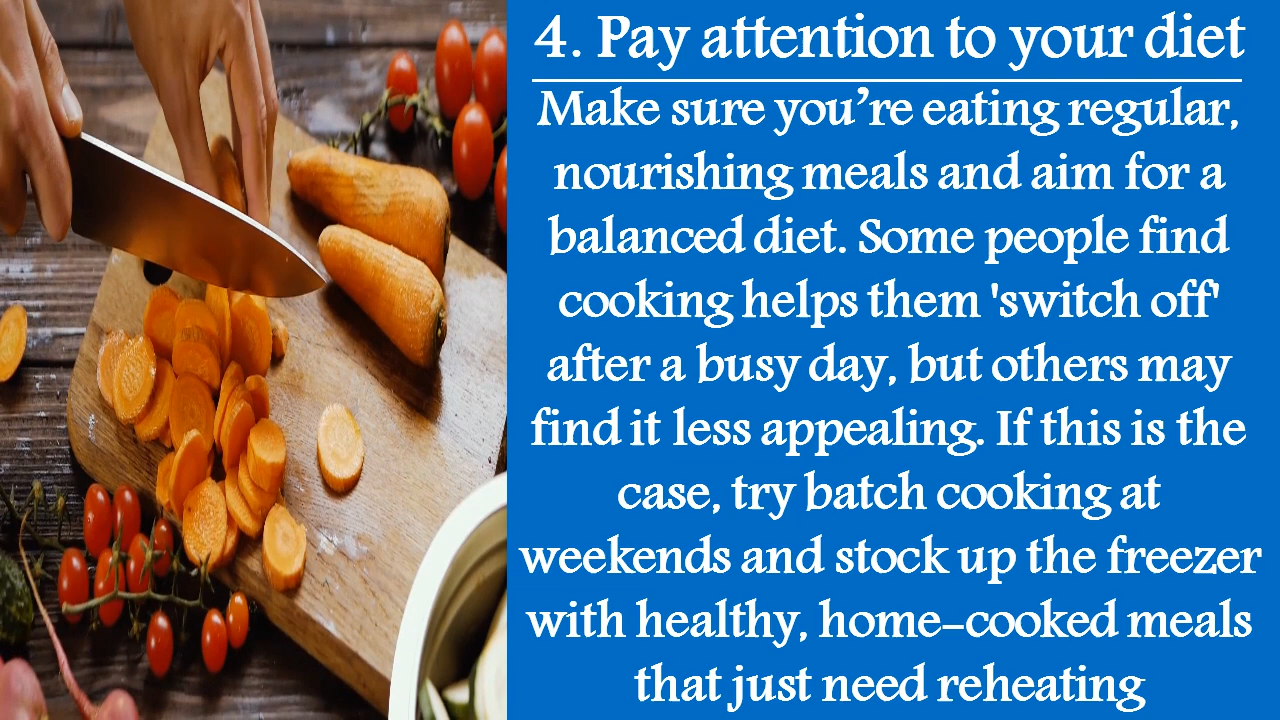 4. Pay attention to your diet
Make sure you’re eating regular,
nourishing meals and aim for a
balanced diet. Some people find
cooking helps them 'switch off'
after a busy day, but others may
find it less appealing. If this is the
case, try batch cooking at
weekends and stock up the freezer
with healthy, home-cooked meals
that just need reheating